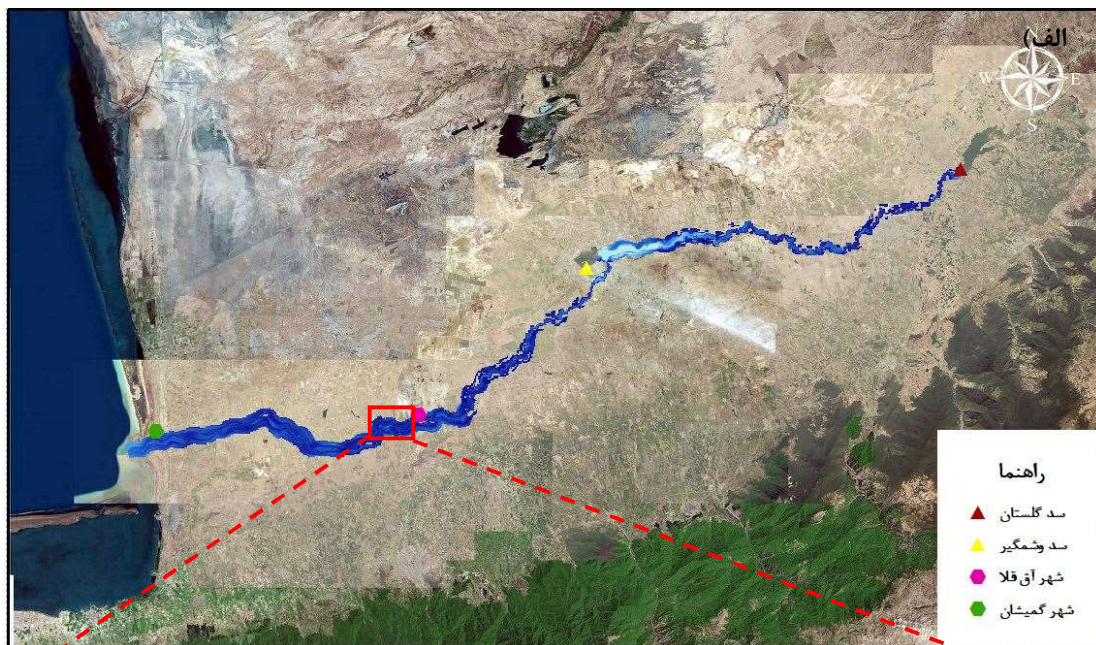 الف)
W
E
S
راهنما
سد گلستان
سد وشمگیر
شهر آق قلا
شهر گمیشان